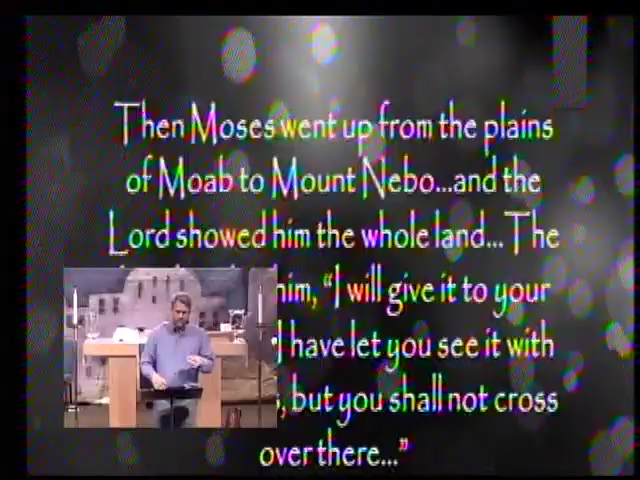 Then Moses went up from the plains
of Moab to Mount Nebo...and the
Lord showed him the whole land...The
him, “I will give it to your
I have let you see it with
, but you shall not cross
over there...”